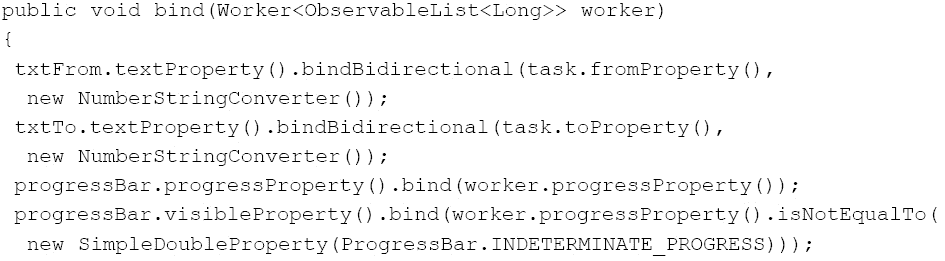 public void bind(Worker<ObservableList<Long>> worker)
{
txtFrom.textProperty().bindBidirectional(task.fromProperty(),
new NumberStringConverter());
txtTo.textProperty().bindBidirectional(task.toProperty(),
new NumberStringConverter());
progressBar.progressProperty().bind(worker.progressProperty());
progressBar.visibleProperty().bind(worker.progressProperty().isNotEqualTo(
new SimpleDoubleProperty(ProgressBar.INDETERMINATE_PROGRESS)));